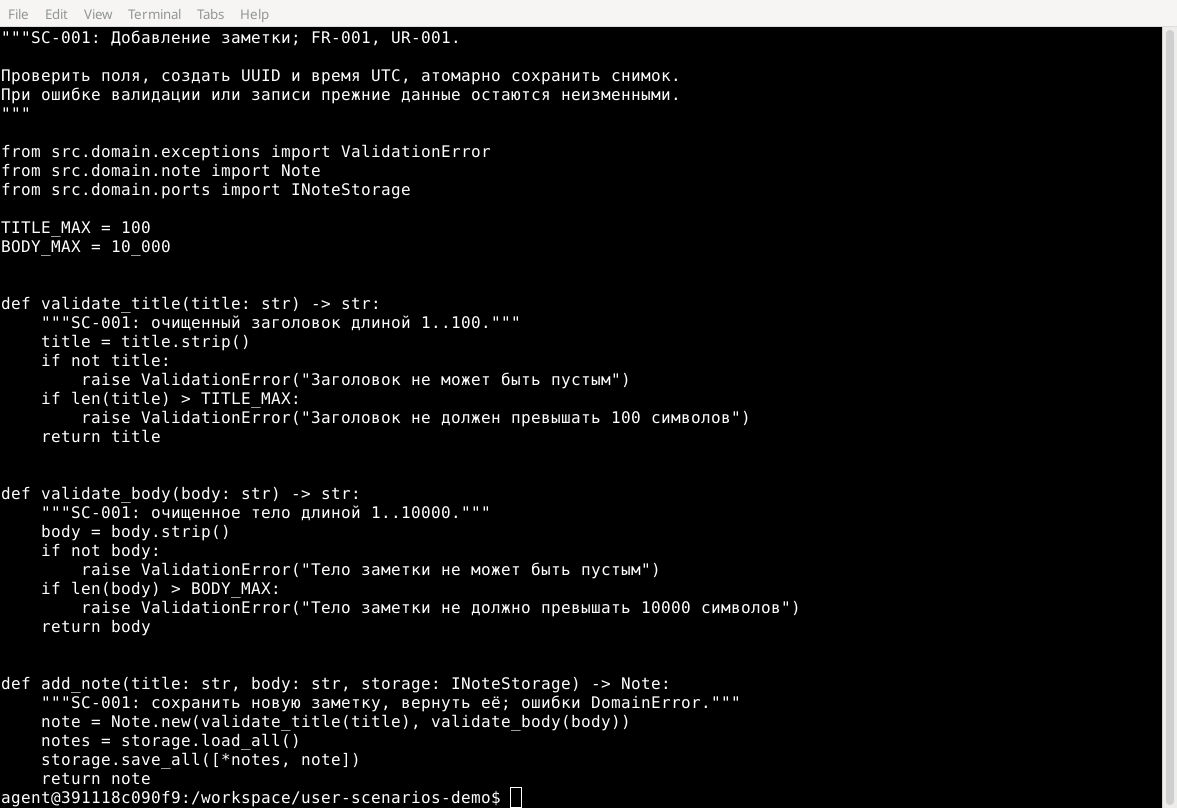 File Edit View Terminal Tabs Help
"""SC-001: Добавление заметки; FR-001, UR-001.
Проверить поля, создать UUID и время UTC, атомарно сохранить снимок.
При ошибке валидации или записи прежние данные остаются неизменными.
"""
from src.domain.exceptions import ValidationError
from src.domain.note import Note
from src.domain.ports import INoteStorage
TITLE_MAX = 100
BODY_MAX = 10_000
def validate_title(title: str) -> str:
    """SC-001: очищенный заголовок длиной 1..100."""
    title = title.strip()
    if not title:
        raise ValidationError("Заголовок не может быть пустым")
    if len(title) > TITLE_MAX:
        raise ValidationError("Заголовок не должен превышать 100 символов")
    return title
def validate_body(body: str) -> str:
    """SC-001: очищенное тело длиной 1..10000."""
    body = body.strip()
    if not body:
        raise ValidationError("Тело заметки не может быть пустым")
    if len(body) > BODY_MAX:
        raise ValidationError("Тело заметки не должно превышать 10000 символов")
    return body
def add_note(title: str, body: str, storage: INoteStorage) -> Note:
    """SC-001: сохранить новую заметку, вернуть её; ошибки DomainError."""
    note = Note.new(validate_title(title), validate_body(body))
    notes = storage.load_all()
    storage.save_all([*notes, note])
    return note
agent@391118c090f9:/workspace/user-scenarios-demo$